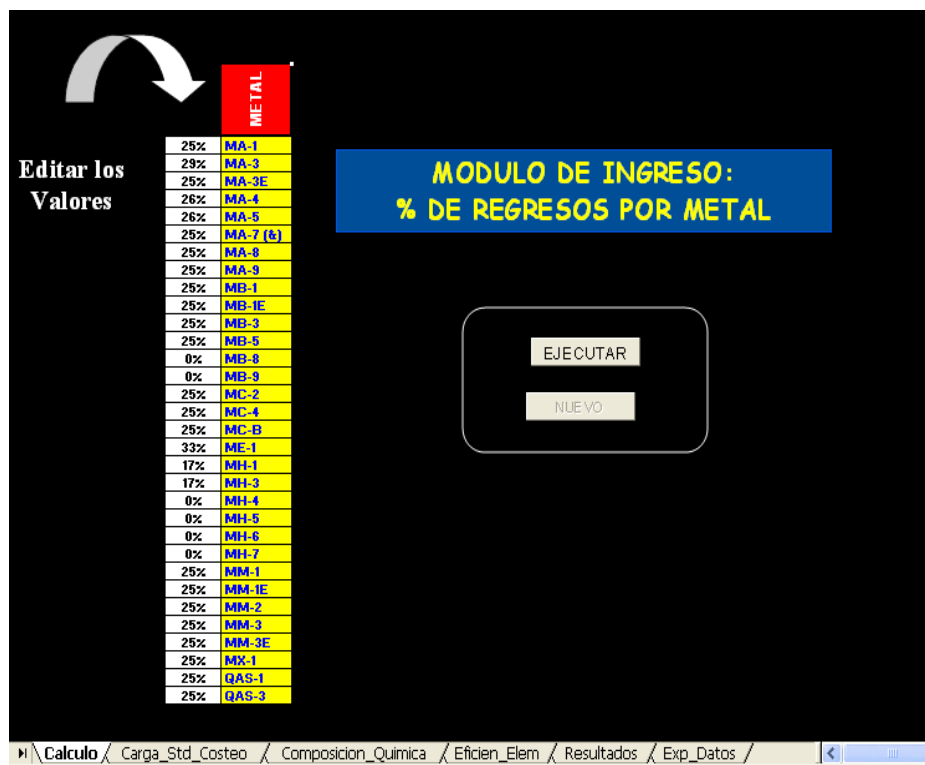 METAL
Editar los
Valores
25% MA-1
29% MA-3
25% MA-3E
26% MA-4
26% MA-5
25% MA-7 (&)
25% MA-8
25% MA-9
25% MB-1
25% MB-1E
25% MB-3
25% MB-5
0% MB-8
0% MB-9
25% MC-2
25% MC-4
25% MC-B
33% ME-1
17% MH-1
17% MH-3
0% MH-4
0% MH-5
0% MH-6
0% MH-7
25% MM-1
25% MM-1E
25% MM-2
25% MM-3
25% MM-3E
25% MX-1
25% QAS-1
25% QAS-3
MODULO DE INGRESO:
% DE REGRESOS POR METAL
EJECUTAR
NUEVO
Calculo / Carga_Std_Costeo / Composicion_Quimica / Eficien_Elem / Resultados / Exp_Datos /